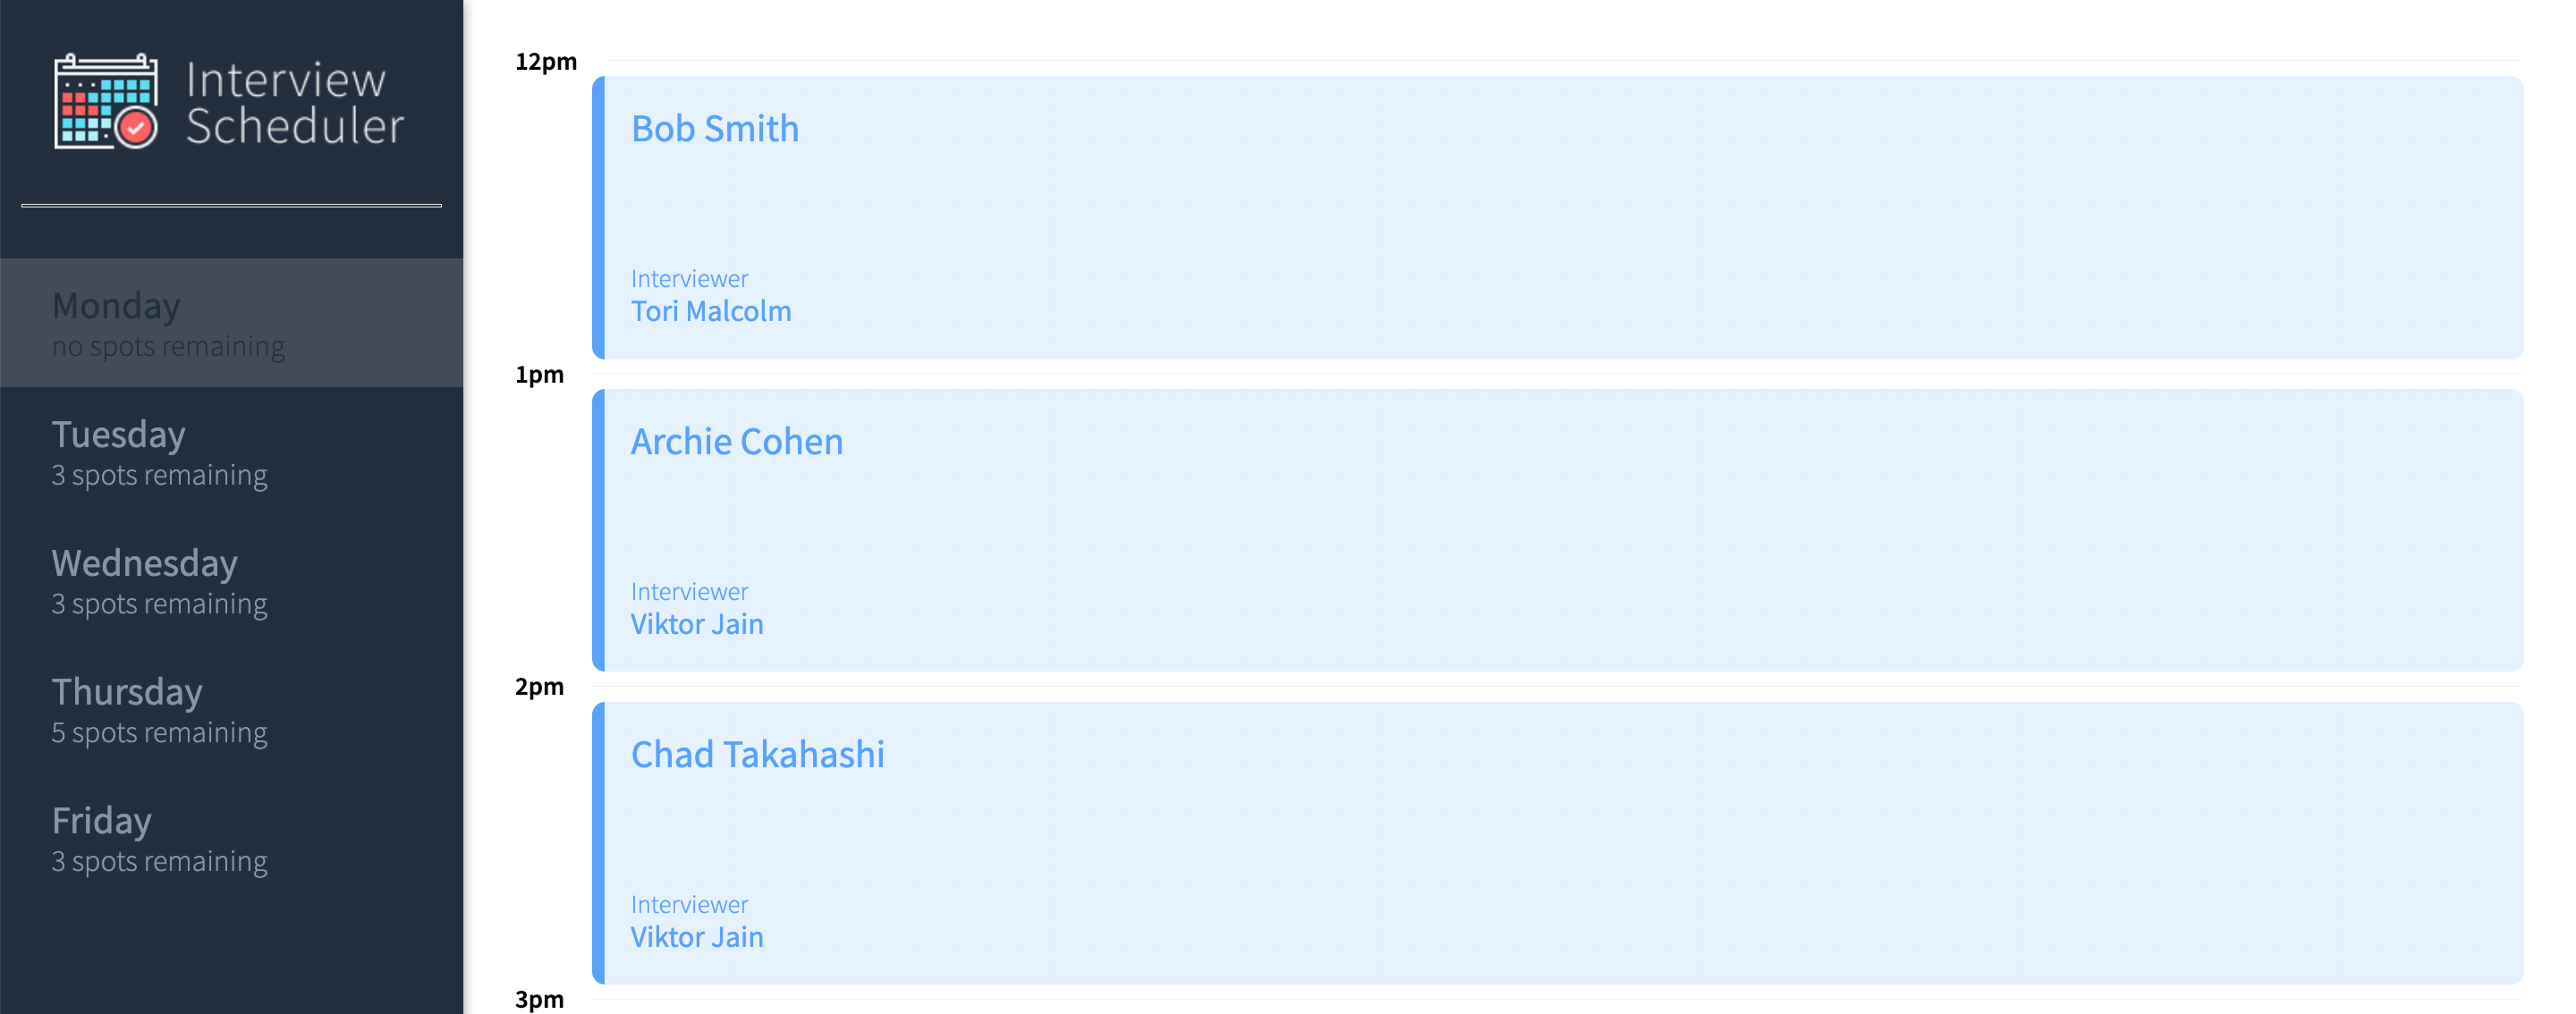 Interview
Scheduler
Monday
no spots remaining
Tuesday
3 spots remaining
Wednesday
3 spots remaining
Thursday
5 spots remaining
Friday
3 spots remaining
12pm
Bob Smith
Interviewer
Tori Malcolm
1pm
Archie Cohen
Interviewer
Viktor Jain
2pm
Chad Takahashi
Interviewer
Viktor Jain
3pm